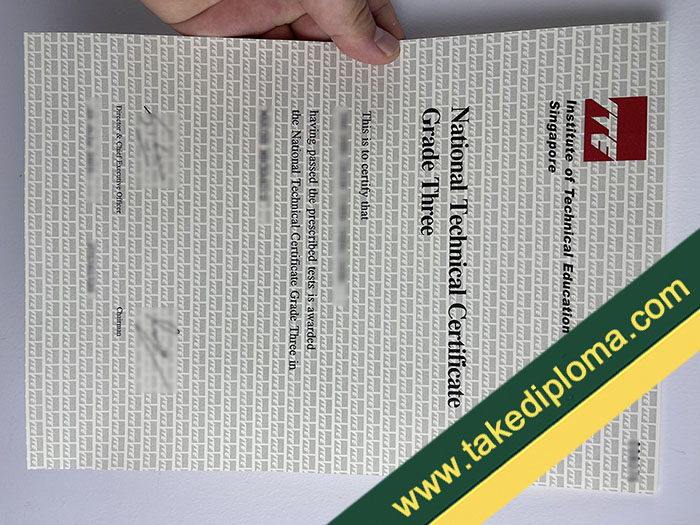 ITE
Institute of Technical Education
Singapore
National Technical Certificate
Grade Three
This is to certify that
having passed the prescribed tests is awarded
the National Technical Certificate Grade Three in
Director & Chief Executive Officer
Chairman
www.takediploma.com